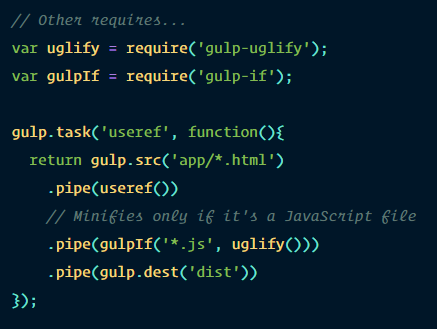 // Other requires...
var uglify = require('gulp-uglify');
var gulpIf = require('gulp-if');

gulp.task('useref', function(){
  return gulp.src('app/*.html')
    .pipe(useref())
    // Minifies only if it's a JavaScript file
    .pipe(gulpIf('*.js', uglify()))
    .pipe(gulp.dest('dist'))
});